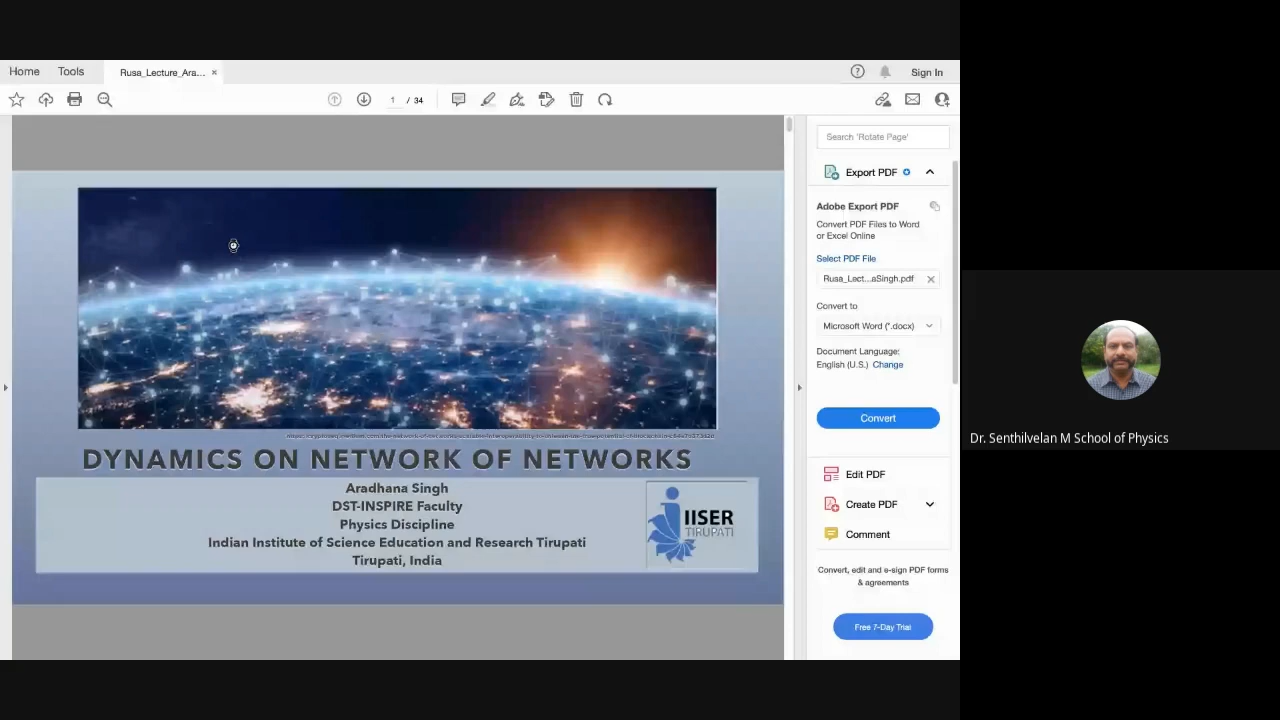 Home Tools Rusa_Lecture_Ara... × Sign In
1 / 34
Search 'Rotate Page'
Export PDF
Adobe Export PDF
Convert PDF Files to Word
or Excel Online
Select PDF File
Rusa_Lect...aSingh.pdf
Convert to
Microsoft Word (*.docx)
Document Language:
English (U.S.) Change
Convert
Edit PDF
Create PDF
Comment
Convert, edit and e-sign PDF forms
& agreements
Free 7-Day Trial
DYNAMICS ON NETWORK OF NETWORKS
Aradhana Singh
DST-INSPIRE Faculty
Physics Discipline
Indian Institute of Science Education and Research Tirupati
Tirupati, India
IISER
TIRUPATI
Dr. Senthilvelan M School of Physics